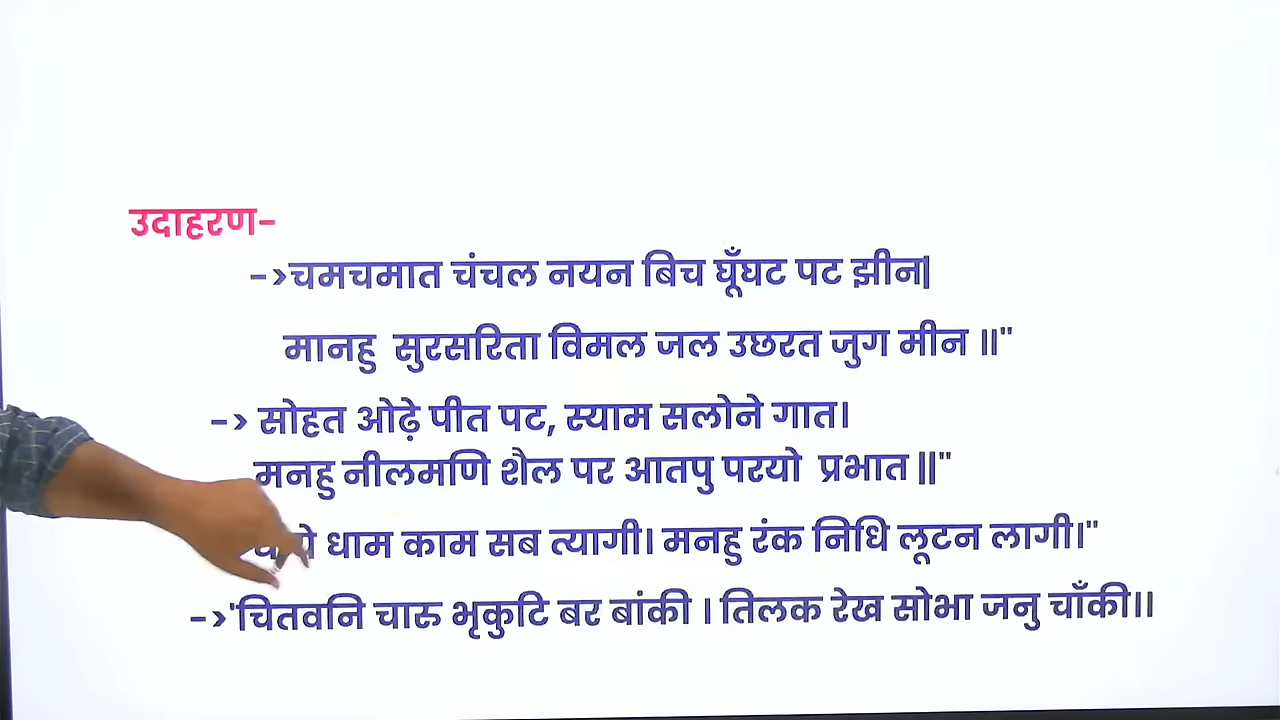 उदाहरण-
->चमचमात चंचल नयन बिच घूँघट पट झीन|
मानहु सुरसरिता विमल जल उछरत जुग मीन ॥"
-> सोहत ओढ़े पीत पट, स्याम सलोने गात।
मनहु नीलमणि शैल पर आतपु परयो प्रभात ||"
धाम काम सब त्यागी। मनहु रंक निधि लूटन लागी।"
->'चितवनि चारु भृकुटि बर बांकी । तिलक रेख सोभा जनु चाँकी।।